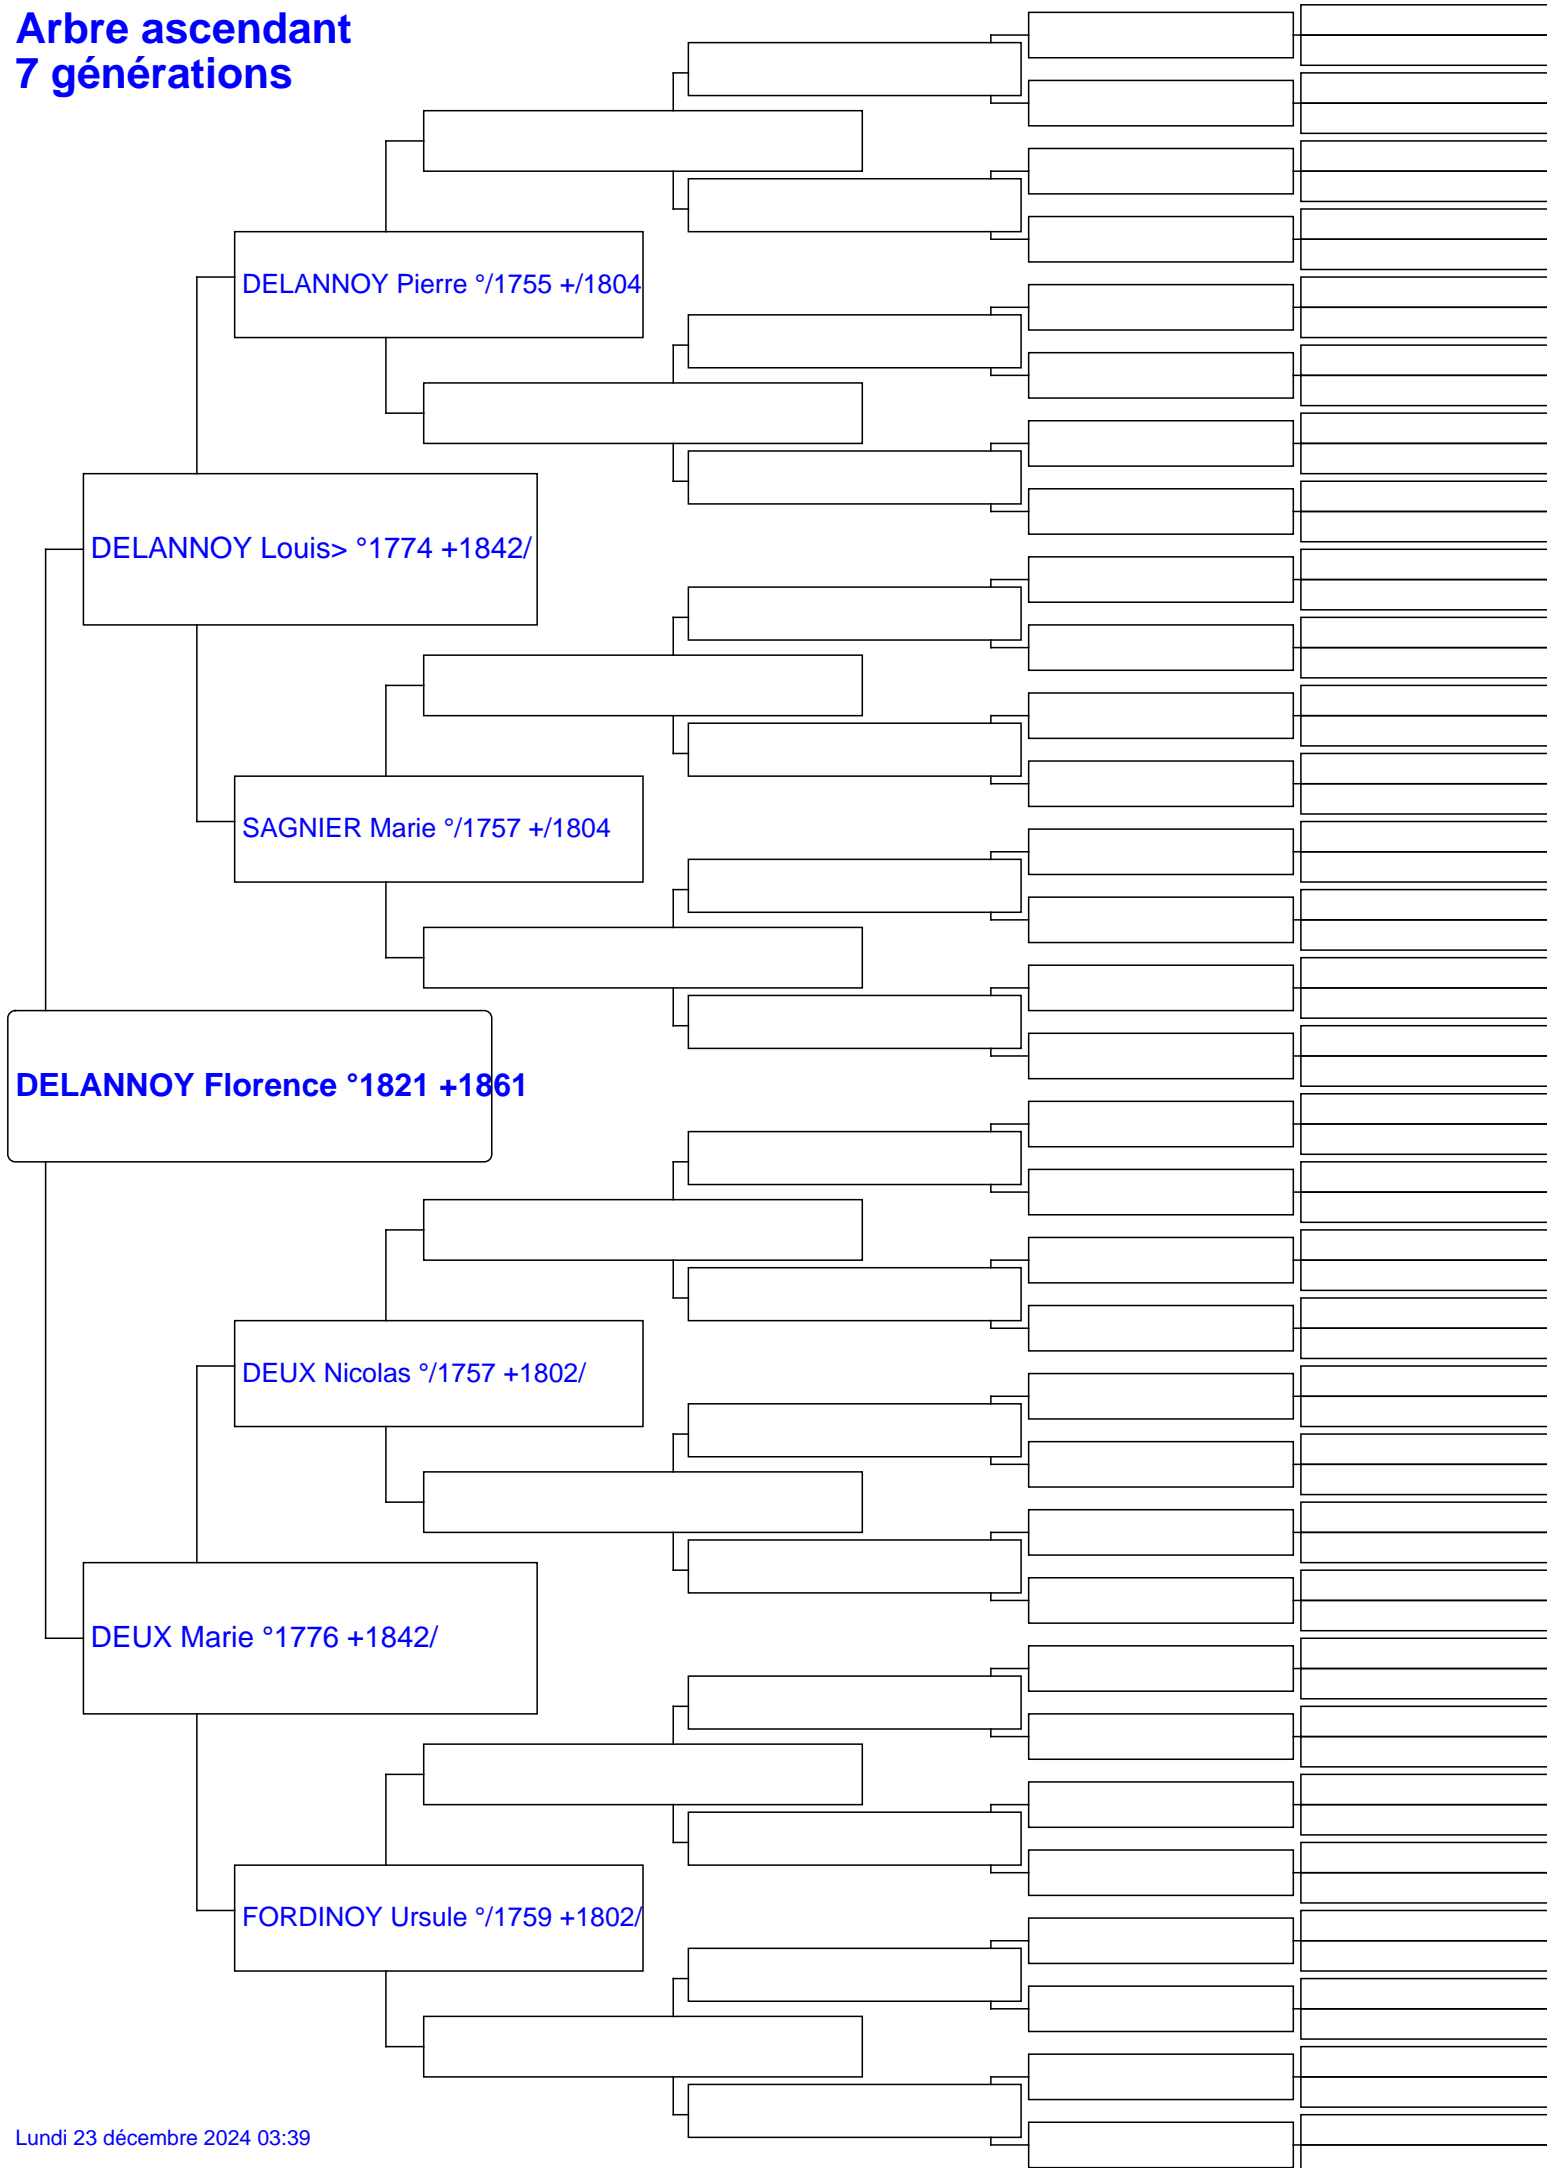 Arbre ascendant
7 générations
DELANNOY Pierre °/1755 +/1804
DELANNOY Louis> °1774 +1842/
SAGNIER Marie °/1757 +/1804
DELANNOY Florence °1821 +1861
DEUX Nicolas °/1757 +1802/
DEUX Marie °1776 +1842/
FORDINOY Ursule °/1759 +1802/
Lundi 23 décembre 2024 03:39